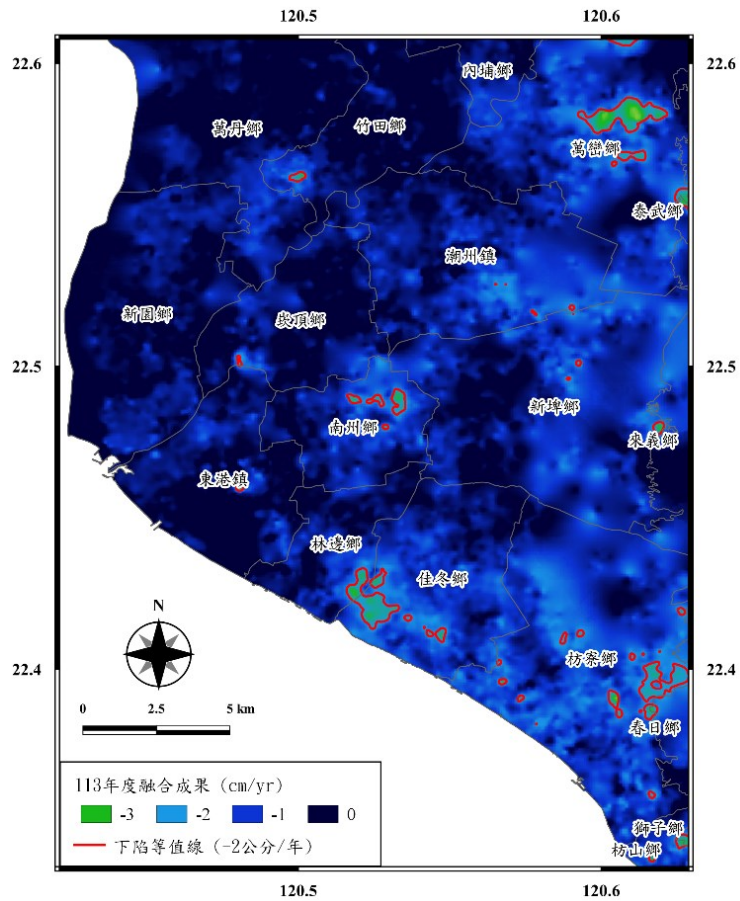 120.5 120.6
22.6 22.6
內埔鄉
萬丹鄉 竹田鄉
萬巒鄉
泰武鄉
潮州鎮
新園鄉 崁頂鄉
22.5 22.5
新埤鄉
南州鄉
來義鄉
東港鎮
林邊鄉
佳冬鄉
N
枋寮鄉
22.4 22.4
0 2.5 5 km
春日鄉
113年度融合成果 (cm/yr)
-3 -2 -1 0
獅子鄉
下陷等值線 (-2公分/年)
枋山鄉
120.5 120.6